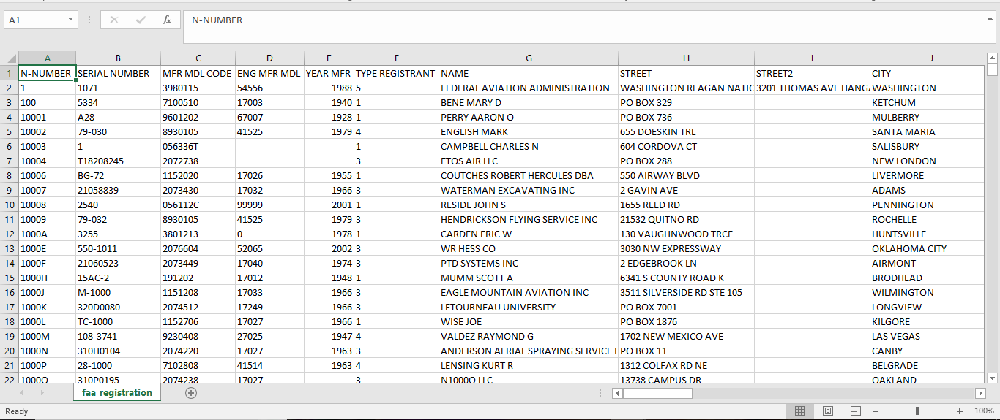 A1 fx N-NUMBER
A B C D E F G H I J
1 N-NUMBER SERIAL NUMBER MFR MDL CODE ENG MFR MDL YEAR MFR TYPE REGISTRANT NAME STREET STREET2 CITY
2 1 1071 3980115 54556 1988 5 FEDERAL AVIATION ADMINISTRATION WASHINGTON REAGAN NATIC 3201 THOMAS AVE HANGA WASHINGTON
3 100 5334 7100510 17003 1940 1 BENE MARY D PO BOX 329 KETCHUM
4 10001 A28 9601202 67007 1928 1 PERRY AARON O PO BOX 736 MULBERRY
5 10002 79-030 8930105 41525 1979 4 ENGLISH MARK 655 DOESKIN TRL SANTA MARIA
6 10003 1 056336T 1 CAMPBELL CHARLES N 604 CORDOVA CT SALISBURY
7 10004 T18208245 2072738 3 ETOS AIR LLC PO BOX 288 NEW LONDON
8 10006 BG-72 1152020 17026 1955 1 COUTCHES ROBERT HERCULES DBA 550 AIRWAY BLVD LIVERMORE
9 10007 21058839 2073430 17032 1966 3 WATERMAN EXCAVATING INC 2 GAVIN AVE ADAMS
10 10008 2540 056112C 99999 2001 1 RESIDE JOHN S 1655 REED RD PENNINGTON
11 10009 79-032 8930105 41525 1979 3 HENDRICKSON FLYING SERVICE INC 21532 QUITNO RD ROCHELLE
12 1000A 3255 3801213 0 1978 1 CARDEN ERIC W 130 VAUGHNWOOD TRCE HUNTSVILLE
13 1000E 550-1011 2076604 52065 2002 3 WR HESS CO 3030 NW EXPRESSWAY OKLAHOMA CITY
14 1000F 21060523 2073449 17040 1974 3 PTD SYSTEMS INC 2 EDGEBROOK LN AIRMONT
15 1000H 15AC-2 191202 17012 1948 1 MUMM SCOTT A 6341 S COUNTY ROAD K BRODHEAD
16 1000J M-1000 1151208 17033 1966 3 EAGLE MOUNTAIN AVIATION INC 3511 SILVERSIDE RD STE 105 WILMINGTON
17 1000K 320D0080 2074512 17249 1966 3 LETOURNEAU UNIVERSITY PO BOX 7001 LONGVIEW
18 1000L TC-1000 1152706 17027 1966 1 WISE JOE PO BOX 1876 KILGORE
19 1000M 108-3741 9230408 27025 1947 4 VALDEZ RAYMOND G 1702 NEW MEXICO AVE LAS VEGAS
20 1000N 310H0104 2074220 17027 1963 3 ANDERSON AERIAL SPRAYING SERVICE I PO BOX 11 CANBY
21 1000P 28-1000 7102808 41514 1963 4 LENSING KURT R 1312 COLFAX RD NE BELGRADE
22 1000Q 310P0195 2074238 17027 3 N1000Q LLC 13738 CAMPUS DR OAKLAND
faa_registration
Ready 100%